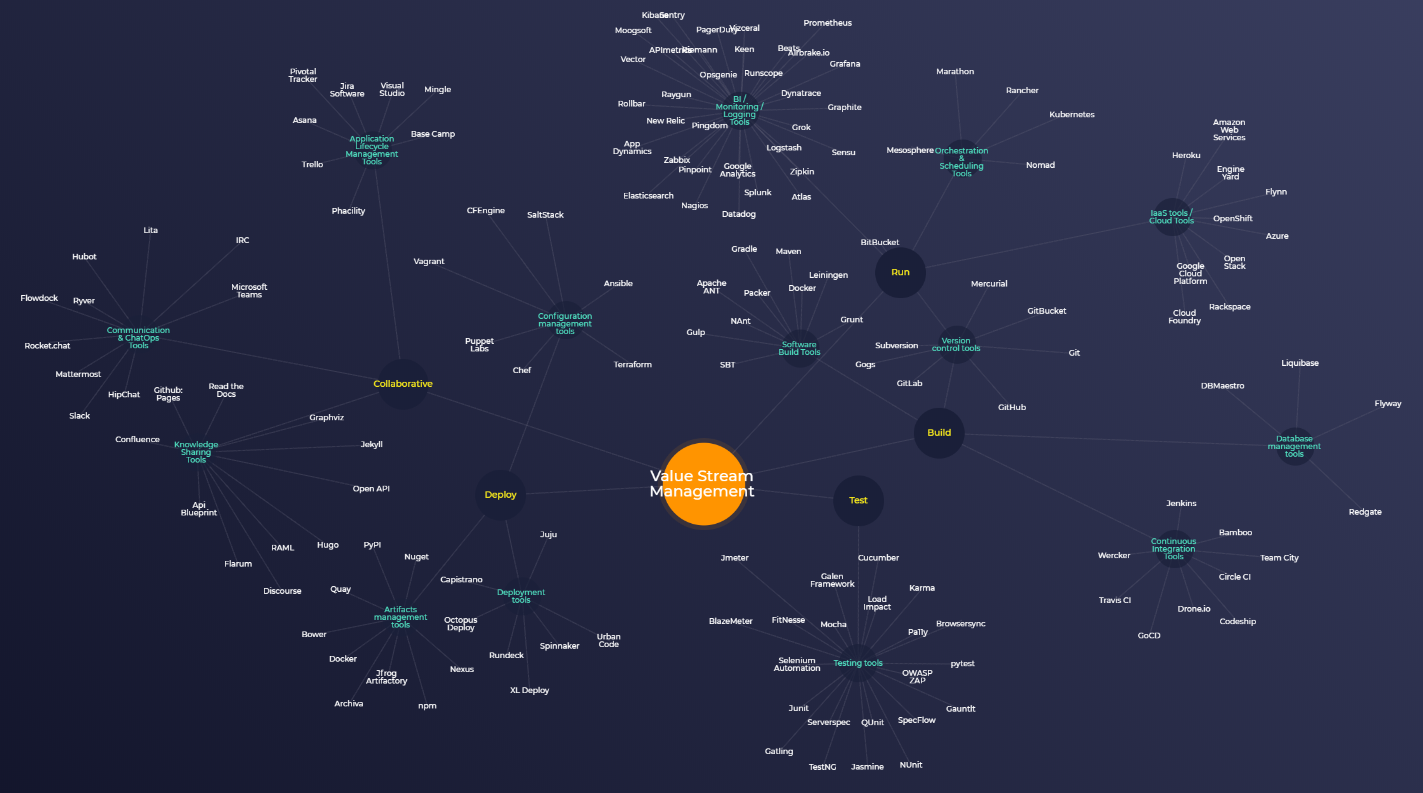 Value Stream
Management
Collaborative
Application
Lifecycle
Management
Tools
Pivotal
Tracker
Jira
Software
Visual
Studio
Mingle
Asana
Base Camp
Trello
Phacility
Communication
& ChatOps
Tools
Lita
IRC
Hubot
Microsoft
Teams
Flowdock
Ryver
Rocket.chat
Mattermost
HipChat
Slack
Knowledge
Sharing
Tools
Github:
Pages
Read the
Docs
Graphviz
Confluence
Jekyll
Open API
Api
Blueprint
RAML
Hugo
Flarum
Discourse
Deploy
Configuration
management
tools
CFEngine
SaltStack
Vagrant
Ansible
Puppet
Labs
Chef
Terraform
Artifacts
management
tools
PyPI
Nuget
Quay
Bower
Docker
Jfrog
Artifactory
Nexus
Archiva
npm
Deployment
tools
Juju
Capistrano
Octopus
Deploy
Urban
Code
Spinnaker
Rundeck
XL Deploy
Run
BI /
Monitoring /
Logging
Tools
Kibana
Sentry
Moogsoft
PagerDuty
Vizceral
Prometheus
APImetrics
Riemann
Keen
Beats
Airbrake.io
Vector
Grafana
Opsgenie
Runscope
Raygun
Dynatrace
Rollbar
Graphite
New Relic
Pingdom
Grok
App
Dynamics
Logstash
Sensu
Zabbix
Pinpoint
Google
Analytics
Zipkin
Elasticsearch
Splunk
Atlas
Nagios
Datadog
Orchestration
&
Scheduling
Tools
Marathon
Rancher
Kubernetes
Mesosphere
Nomad
IaaS tools /
Cloud Tools
Amazon
Web
Services
Heroku
Engine
Yard
Flynn
OpenShift
Azure
Open
Stack
Google
Cloud
Platform
Rackspace
Cloud
Foundry
Build
Software
Build Tools
Gradle
Maven
Leiningen
Apache
ANT
Packer
Docker
NAnt
Grunt
Gulp
SBT
Version
control tools
BitBucket
Mercurial
GitBucket
Subversion
Git
Gogs
GitLab
GitHub
Database
management
tools
Liquibase
DBMaestro
Flyway
Redgate
Continuous
Integration
Tools
Jenkins
Bamboo
Wercker
Team City
Circle CI
Travis CI
Drone.io
Codeship
GoCD
Test
Testing tools
Jmeter
Cucumber
Galen
Framework
Karma
Load
Impact
BlazeMeter
FitNesse
Mocha
Browsersync
Pa11y
Selenium
Automation
pytest
OWASP
ZAP
Junit
Gauntlt
Serverspec
QUnit
SpecFlow
Gatling
TestNG
Jasmine
NUnit